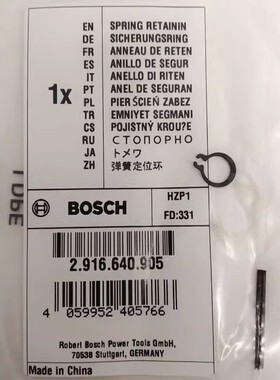 1x
EN SPRING RETAININ
DE SICHERUNGSRING
FR ANNEAU DE RETEN
ES ANILLO DE SEGUR
IT ANELLO DI RITEN
PT ANEL DE SEGURAN
PL PIERŚCIEŃ ZABEZ
TR EMNIYET SEGMANI
CS POJISTNÝ KROU?E
RU СТОПОРНО
JA トメワ
ZH 弹簧定位环
BOSCH
HZP1
FD:331
2.916.640.905
4 059952 405766
Robert Bosch Power Tools GmbH,
70538 Stuttgart, GERMANY
Made in China